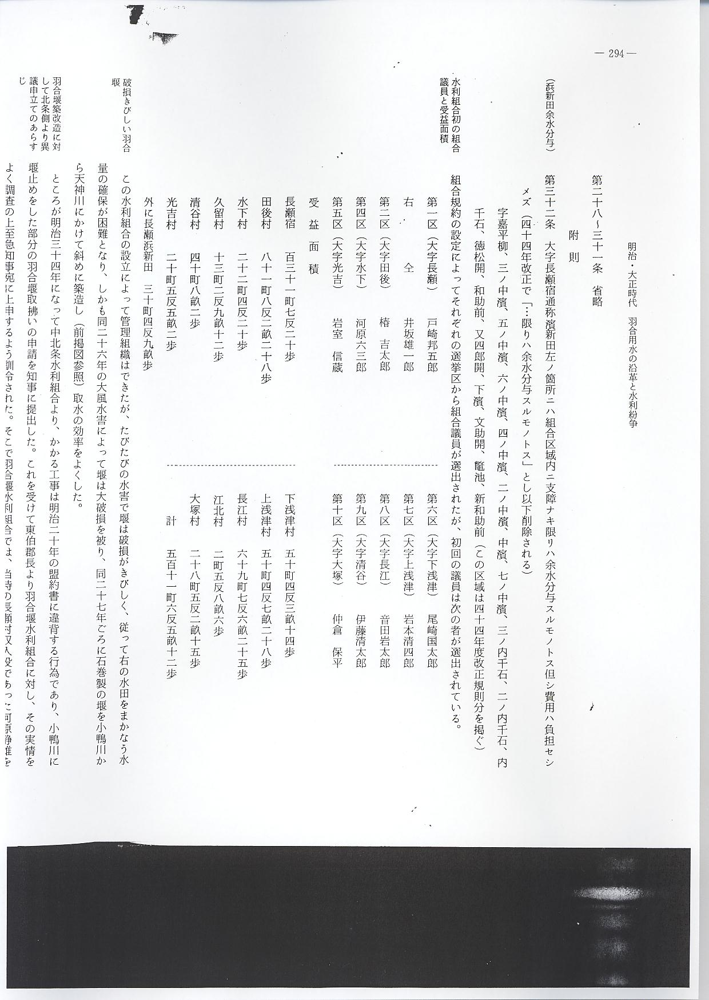 ― 294 ―
明治・大正時代　羽合用水の沿革と水利紛争
第二十八～三十一条　省略
附　則
（浜新田余水分与）
第三十二条　大字長瀬宿通称濱新田左ノ箇所ニハ組合区域内ニ支障ナキ限リハ余水分与スルモノトス但シ費用ハ負担セシ
メズ（四十四年改正で「…限りハ余水分与スルモノトス」とし以下削除される）
字嘉平柳、三ノ中濱、五ノ中濱、六ノ中濱、四ノ中濱、二ノ中濱、中濱、七ノ中濱、三ノ内千石、二ノ内千石、内
千石、徳松開、和助前、又四郎開、下濱、文助開、鼈池、新和助前（この区域は四十四年度改正規則分を掲ぐ）
水利組合初の組合
議員と受益面積
組合規約の設定によってそれぞれの選挙区から組合議員が選出されたが、初回の議員は次の者が選出されている。
第一区（大字長瀬）　戸崎邦五郎
右　仝　井坂雄一郎
第二区（大字田後）　椿　吉太郎
第四区（大字水下）　河原六三郎
第五区（大字光吉）　岩室　信蔵
第六区（大字下浅津）　尾崎国太郎
第七区（大字上浅津）　岩本清四郎
第八区（大字長江）　音田岩太郎
第九区（大字清谷）　伊藤清太郎
第十区（大字大塚）　仲倉　保平
受　益　面　積
長瀬宿　百三十一町七反二十歩
田後村　八十一町八反二畝二十八歩
水下村　二十二町四反二十歩
久留村　十三町二反九畝十二歩
清谷村　四十町八畝二歩
光吉村　二十町五反五畝二歩
下浅津村　五十町四反三畝十四歩
上浅津村　五十町四反七畝二十八歩
長江村　六十九町七反六畝二十五歩
江北村　二町五反八畝六歩
大塚村　二十八町五反二畝十五歩
計　五百十一町六反五畝十二歩
外に長瀬浜新田　三十町四反九畝歩
破損きびしい羽合
堰
この水利組合の設立によって管理組織はできたが、たびたびの水害で堰は破損がきびしく、従って右の水田をまかなう水
量の確保が困難となり、しかも同二十六年の大風水害によって堰は大破損を被り、同二十七年ごろに石巻製の堰を小鴨川か
ら天神川にかけて斜めに築造し（前掲図参照）取水の効率をよくした。
羽合堰築改造に対
して北条側より異
議申立てのあらす
じ
ところが明治三十四年になって中北条水利組合より、かかる工事は明治二十年の盟約書に違背する行為であり、小鴨川に
堰止めをした部分の羽合堰取拂いの申請を知事に提出した。これを受けて東伯郡長より羽合堰水利組合に対し、その実情を
よく調査の上至急知事宛に上申するよう訓令された。そこで羽合堰水利組合では、当時の長瀬村収入役であった河原静雄を